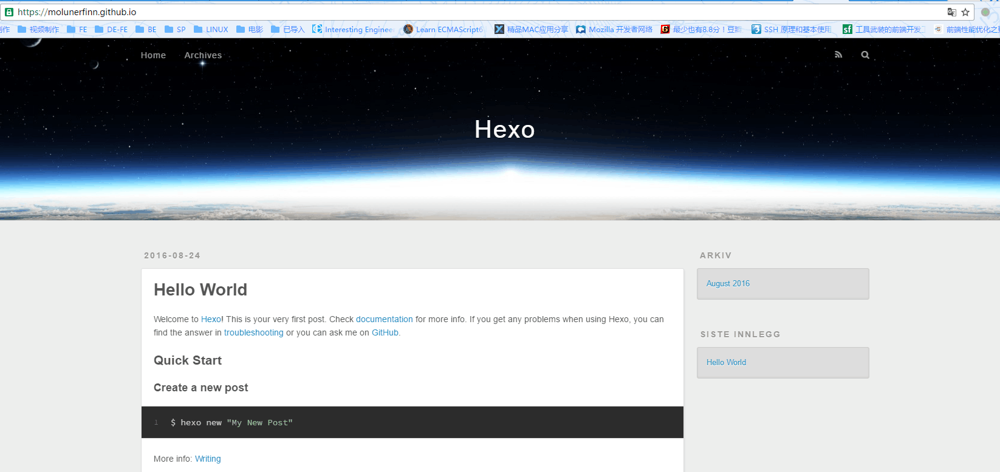 https://molunerfinn.github.io
作 视频制作 FE DE-FE BE SP LINUX 电影 已导入 Interesting Engineer Learn ECMAScript6 精品MAC应用分享 Mozilla 开发者网络 最少也有8.8分！豆瓣 SSH 原理和基本使用 工具武装的前端开发工 前端性能优化之
Home Archives
Hexo
2016-08-24
Hello World
Welcome to Hexo! This is your very first post. Check documentation for more info. If you get any problems when using Hexo, you can
find the answer in troubleshooting or you can ask me on GitHub.
Quick Start
Create a new post
1 $ hexo new "My New Post"
More info: Writing
ARKIV
August 2016
SISTE INNLEGG
Hello World